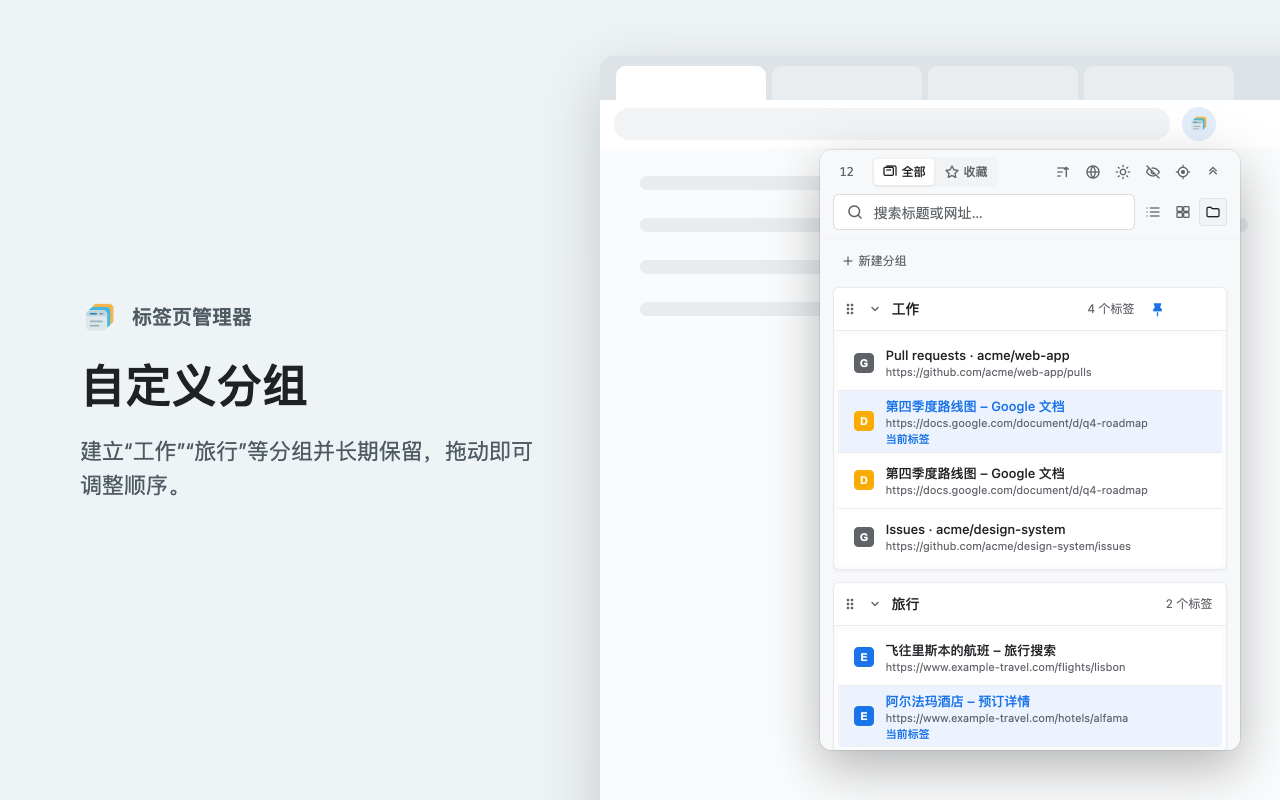 标签页管理器
自定义分组
建立“工作”“旅行”等分组并长期保留，拖动即可
调整顺序。
12
全部
收藏
搜索标题或网址...
新建分组
工作
4 个标签
G
Pull requests · acme/web-app
https://github.com/acme/web-app/pulls
D
第四季度路线图 – Google 文档
https://docs.google.com/document/d/q4-roadmap
当前标签
D
第四季度路线图 – Google 文档
https://docs.google.com/document/d/q4-roadmap
G
Issues · acme/design-system
https://github.com/acme/design-system/issues
旅行
2 个标签
E
飞往里斯本的航班 – 旅行搜索
https://www.example-travel.com/flights/lisbon
E
阿尔法玛酒店 – 预订详情
https://www.example-travel.com/hotels/alfama
当前标签